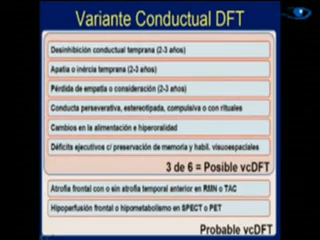 Variante Conductual DFT
Desinhibición conductual temprana (2-3 años)
Apatia o inércia temprana (2-3 años)
Pérdida de empatía o consideración (2-3 años)
Conducta perseverativa, estereotipada, compulsiva o con rituales
Cambios en la alimentación e hiperoralidad
Déficits ejecutivos c/ preservación de memoria y habil. visuoespaciales
3 de 6 = Posible vcDFT
Atrofia frontal con o sin atrofia temporal anterior en RMN o TAC
Hipoperfusión frontal o hipometabolismo en SPECT o PET
Probable vcDFT